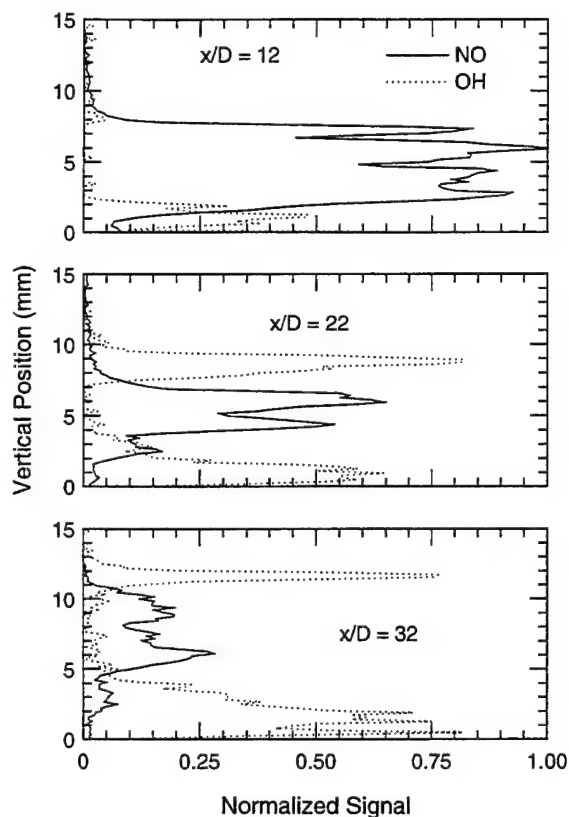 15
10
5
0
x/D = 12
NO
OH
15
10
5
0
x/D = 22
Vertical Position (mm)
15
10
5
0
x/D = 32
0 0.25 0.50 0.75 1.00
Normalized Signal